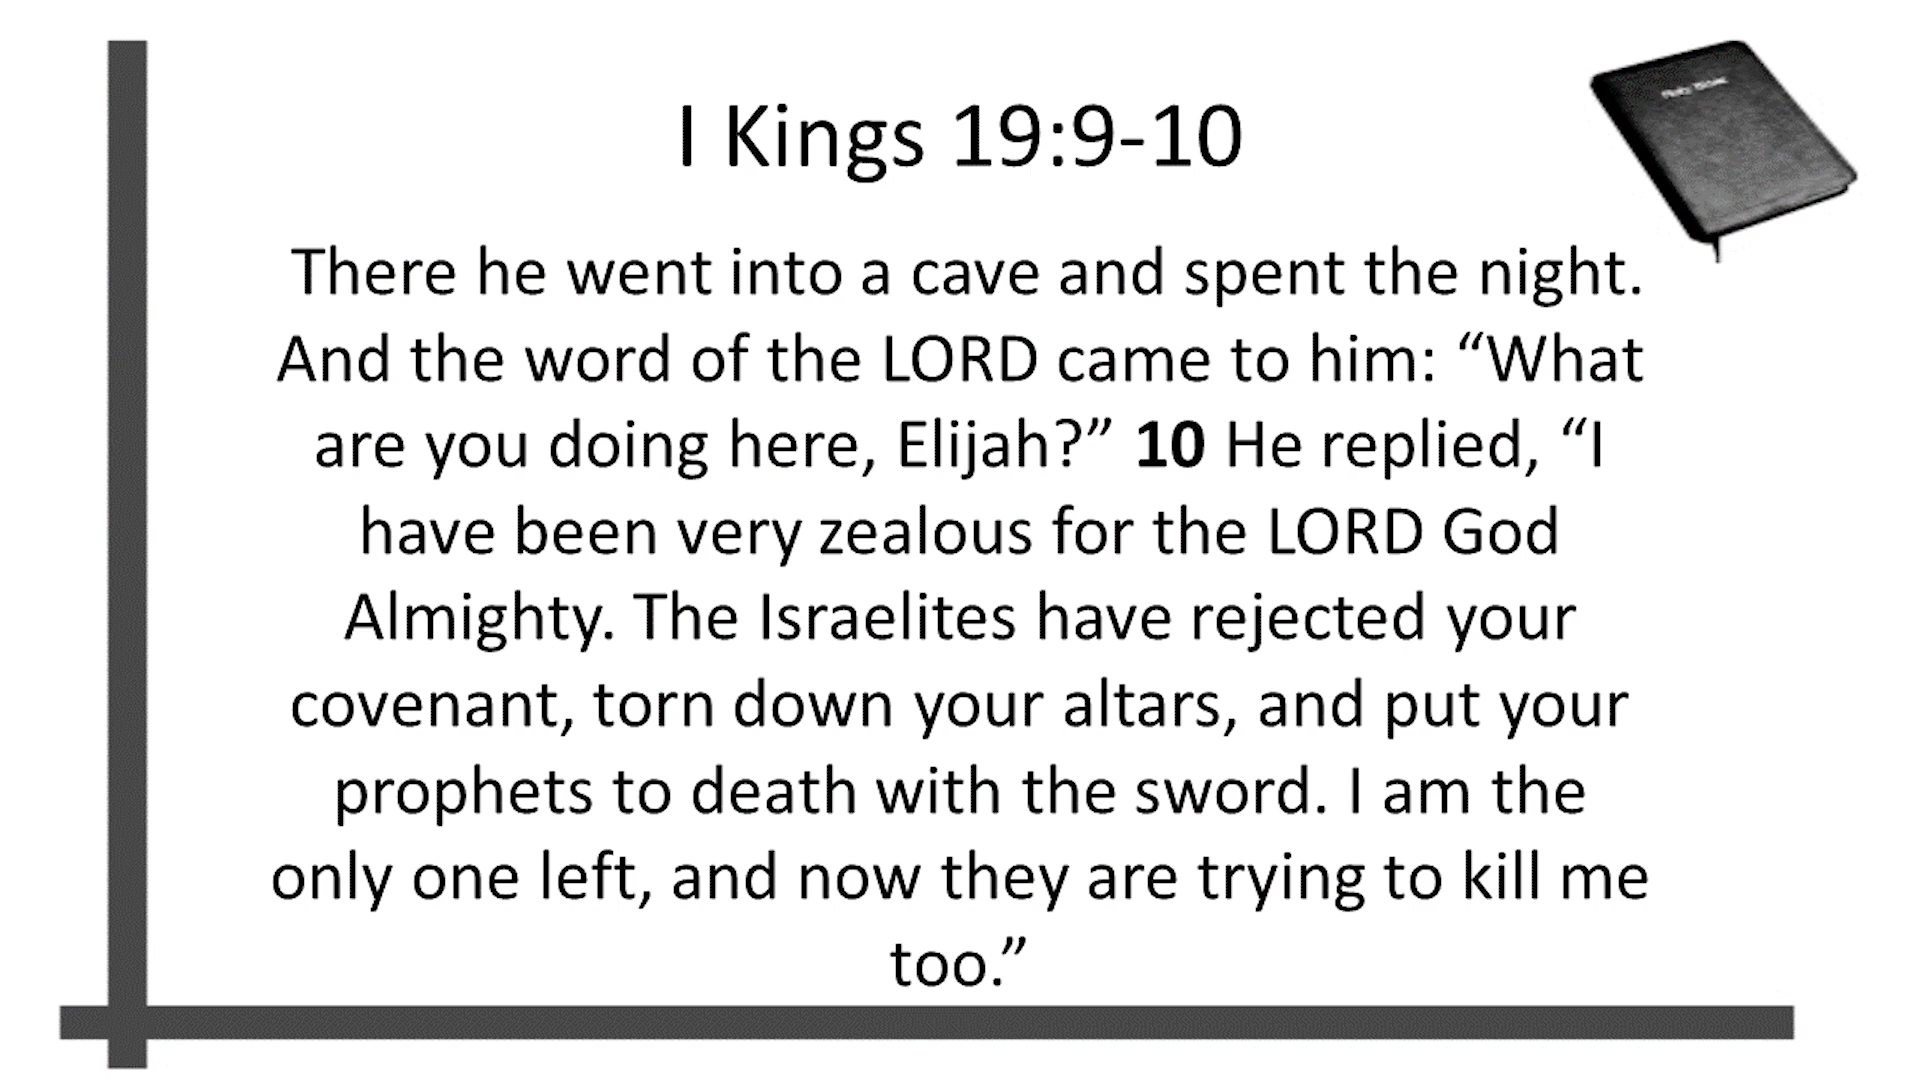 Holy Bible
I Kings 19:9-10
There he went into a cave and spent the night.
And the word of the LORD came to him: “What
are you doing here, Elijah?” 10 He replied, “I
have been very zealous for the LORD God
Almighty. The Israelites have rejected your
covenant, torn down your altars, and put your
prophets to death with the sword. I am the
only one left, and now they are trying to kill me
too.”